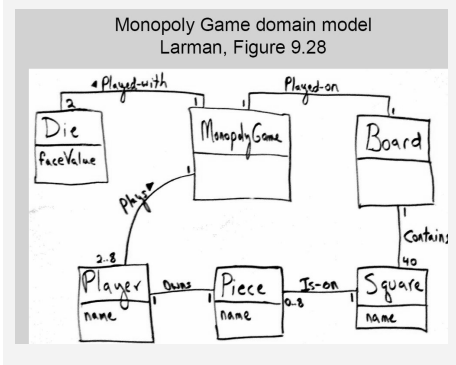 Monopoly Game domain model
Larman, Figure 9.28
◄ Played-with
Played-on
2
1
1
1
Die
MonopolyGame
Board
faceValue
Plays ►
1
1
Contains
2..8
40
Player
Owns
Piece
Is-on
Square
1
1
0..8
1
name
name
name